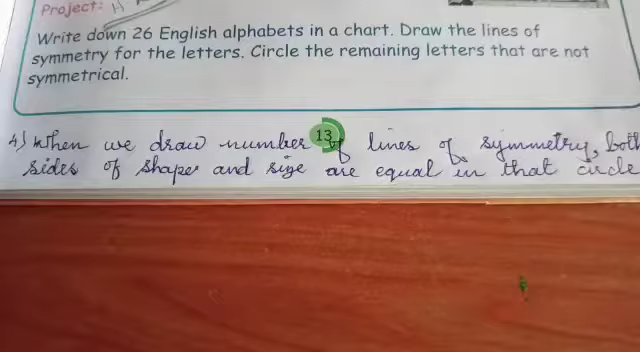 Project:
Write down 26 English alphabets in a chart. Draw the lines of
symmetry for the letters. Circle the remaining letters that are not
symmetrical.
13
4) When we draw number of lines of symmetry, both
sides of shape and size are equal in that circle